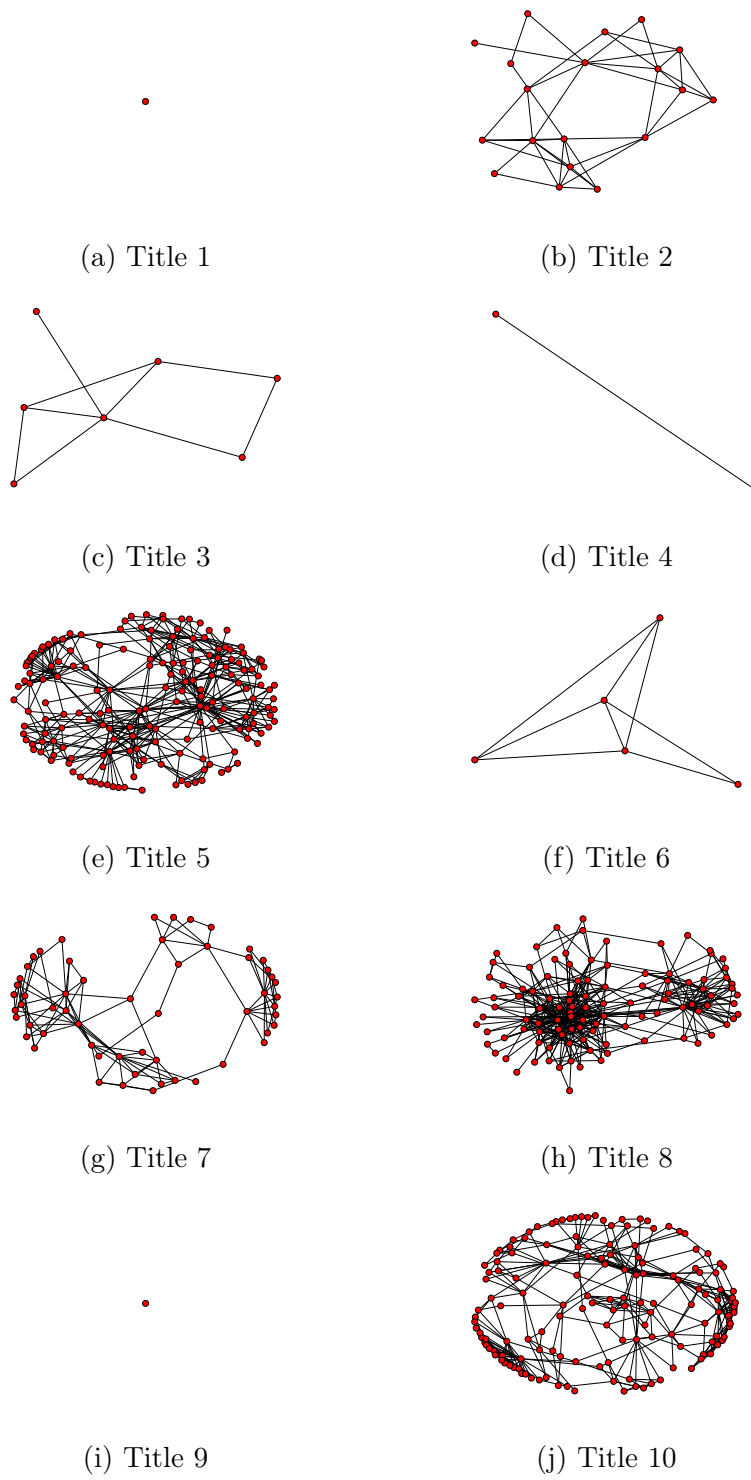 (a) Title 1
(b) Title 2
(c) Title 3
(d) Title 4
(e) Title 5
(f) Title 6
(g) Title 7
(h) Title 8
(i) Title 9
(j) Title 10